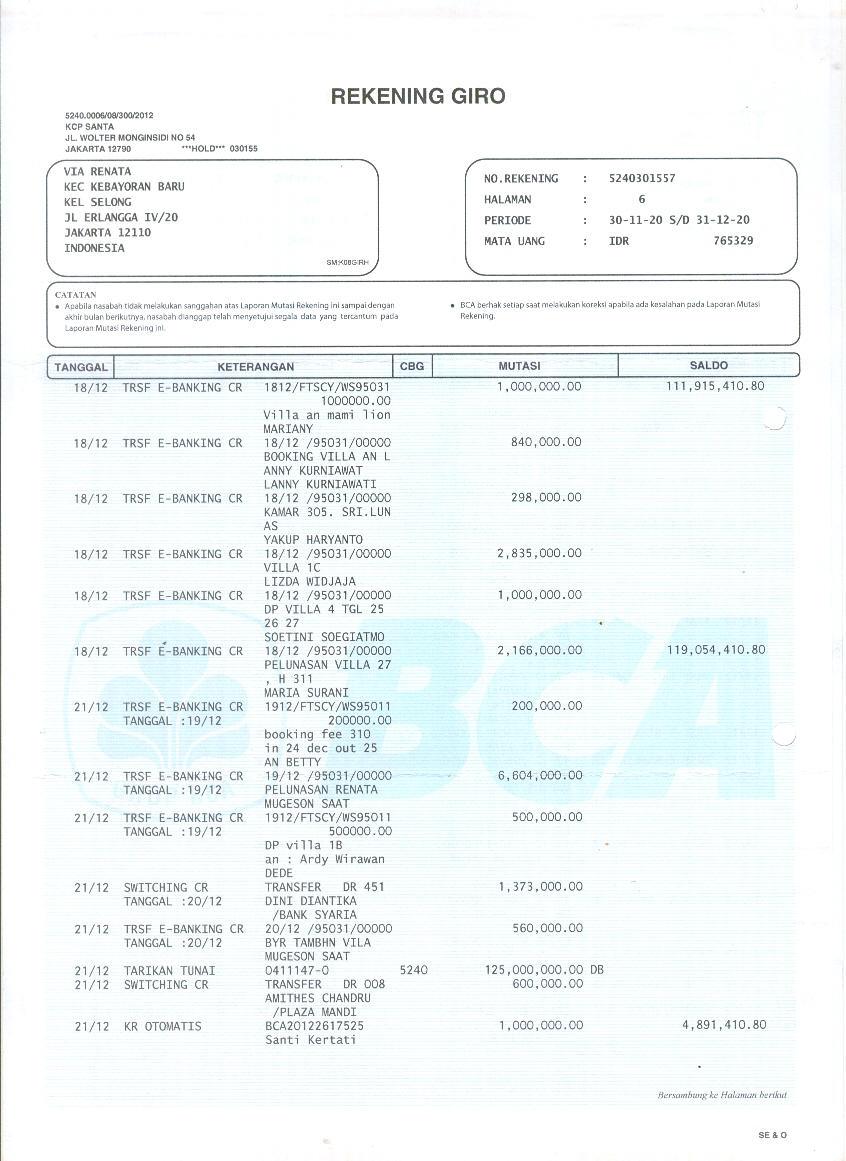 REKENING GIRO
5240.0006/08/300/2012
KCP SANTA
JL. WOLTER MONGINSIDI NO 54
JAKARTA 12790 ***HOLD*** 030155
VIA RENATA
KEC KEBAYORAN BARU
KEL SELONG
JL ERLANGGA IV/20
JAKARTA 12110
INDONESIA
SM:K08GIRH
NO.REKENING : 5240301557
HALAMAN : 6
PERIODE : 30-11-20 S/D 31-12-20
MATA UANG : IDR 765329
CATATAN
• Apabila nasabah tidak melakukan sanggahan atas Laporan Mutasi Rekening ini sampai dengan
akhir bulan berikutnya, nasabah dianggap telah menyetujui segala data yang tercantum pada
Laporan Mutasi Rekening ini.
• BCA berhak setiap saat melakukan koreksi apabila ada kesalahan pada Laporan Mutasi
Rekening.
TANGGAL KETERANGAN CBG MUTASI SALDO
18/12 TRSF E-BANKING CR 1812/FTSCY/WS95031 1,000,000.00 111,915,410.80
1000000.00
Villa an mami lion
MARIANY
18/12 TRSF E-BANKING CR 18/12 /95031/00000 840,000.00
BOOKING VILLA AN L
ANNY KURNIAWAT
LANNY KURNIAWATI
18/12 TRSF E-BANKING CR 18/12 /95031/00000 298,000.00
KAMAR 305. SRI.LUN
AS
YAKUP HARYANTO
18/12 TRSF E-BANKING CR 18/12 /95031/00000 2,835,000.00
VILLA 1C
LIZDA WIDJAJA
18/12 TRSF E-BANKING CR 18/12 /95031/00000 1,000,000.00
DP VILLA 4 TGL 25
26 27
SOETINI SOEGIATMO
18/12 TRSF E-BANKING CR 18/12 /95031/00000 2,166,000.00 119,054,410.80
PELUNASAN VILLA 27
, H 311
MARIA SURANI
21/12 TRSF E-BANKING CR 1912/FTSCY/WS95011 200,000.00
TANGGAL :19/12 200000.00
booking fee 310
in 24 dec out 25
AN BETTY
21/12 TRSF E-BANKING CR 19/12 /95031/00000 6,604,000.00
TANGGAL :19/12 PELUNASAN RENATA
MUGESON SAAT
21/12 TRSF E-BANKING CR 1912/FTSCY/WS95011 500,000.00
TANGGAL :19/12 500000.00
DP villa 1B
an : Ardy Wirawan
DEDE
21/12 SWITCHING CR TRANSFER DR 451 1,373,000.00
TANGGAL :20/12 DINI DIANTIKA
/BANK SYARIA
21/12 TRSF E-BANKING CR 20/12 /95031/00000 560,000.00
TANGGAL :20/12 BYR TAMBHN VILA
MUGESON SAAT
21/12 TARIKAN TUNAI 0411147-0 5240 125,000,000.00 DB
21/12 SWITCHING CR TRANSFER DR 008 600,000.00
AMITHES CHANDRU
/PLAZA MANDI
21/12 KR OTOMATIS BCA20122617525 1,000,000.00 4,891,410.80
Santi Kertati
BCA
Bersambung ke Halaman berikut
SE & O